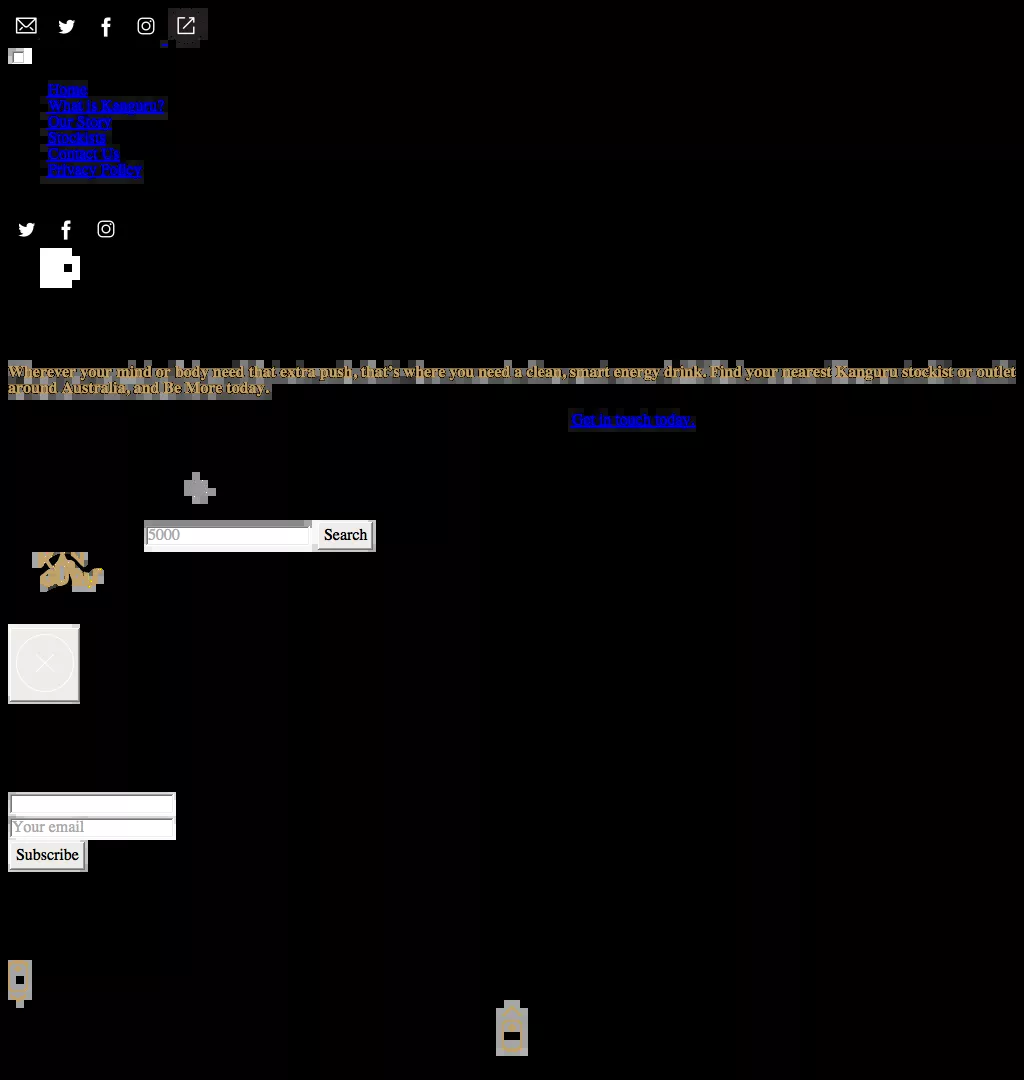 Home
What is Kanguru?
Our Story
Stockists
Contact Us
Privacy Policy
Wherever your mind or body need that extra push, that's where you need a clean, smart energy drink. Find your nearest Kanguru stockist or outlet
around Australia, and Be More today.
Get in touch today.
5000 Search
Your email
Subscribe